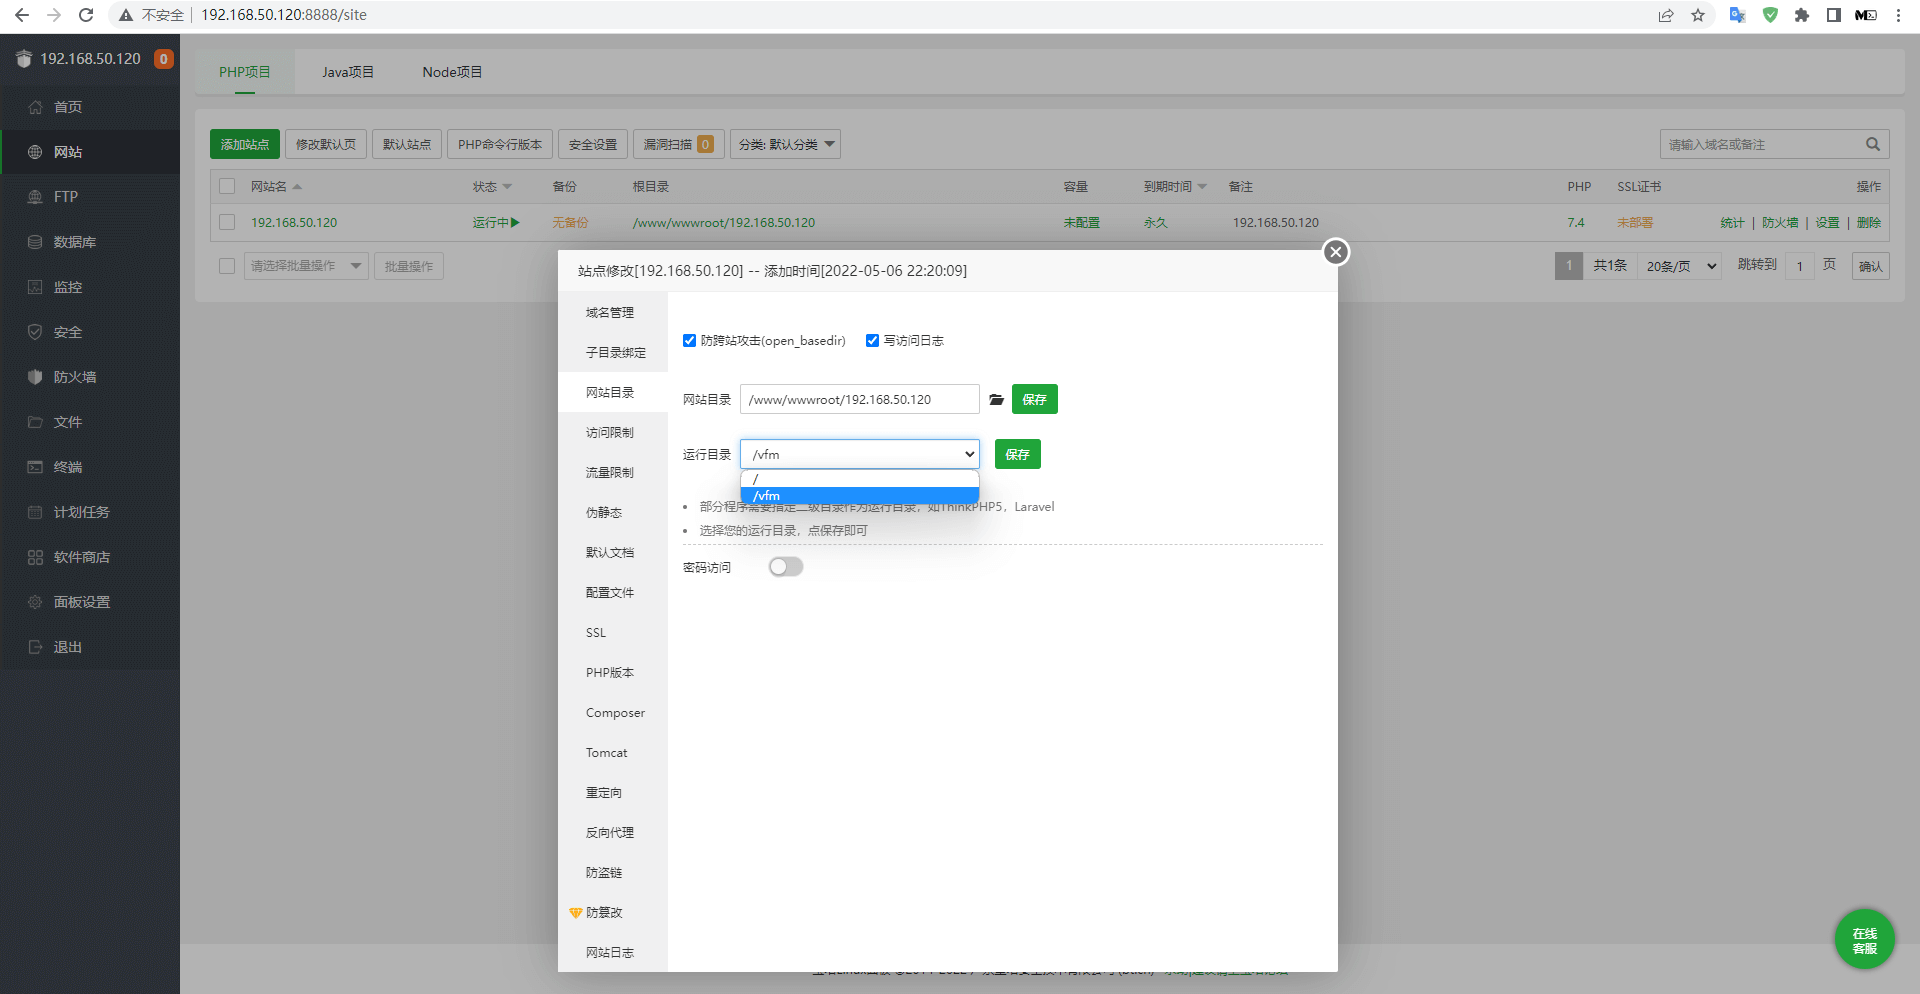 不安全
192.168.50.120:8888/site
192.168.50.120
0
首页
网站
FTP
数据库
监控
安全
防火墙
文件
终端
计划任务
软件商店
面板设置
退出
PHP项目 Java项目 Node项目
添加站点 修改默认页 默认站点 PHP命令行版本 安全设置 漏洞扫描 0 分类: 默认分类 请输入域名或备注
网站名 状态 备份 根目录 容量 到期时间 备注 PHP SSL证书 操作
192.168.50.120 运行中 无备份 /www/wwwroot/192.168.50.120 未配置 永久 192.168.50.120 7.4 未部署 统计 | 防火墙 | 设置 | 删除
请选择批量操作 批量操作 1 共1条 20条/页 跳转到 1 页 确认
站点修改[192.168.50.120] -- 添加时间[2022-05-06 22:20:09]
域名管理
子目录绑定
网站目录
访问限制
流量限制
伪静态
默认文档
配置文件
SSL
PHP版本
Composer
Tomcat
重定向
反向代理
防盗链
防篡改
网站日志
防跨站攻击(open_basedir) 写访问日志
网站目录 /www/wwwroot/192.168.50.120 保存
运行目录 /vfm 保存
/
/vfm
部分程序需要指定二级目录作为运行目录，如ThinkPHP5，Laravel
选择您的运行目录，点保存即可
密码访问
在线
客服